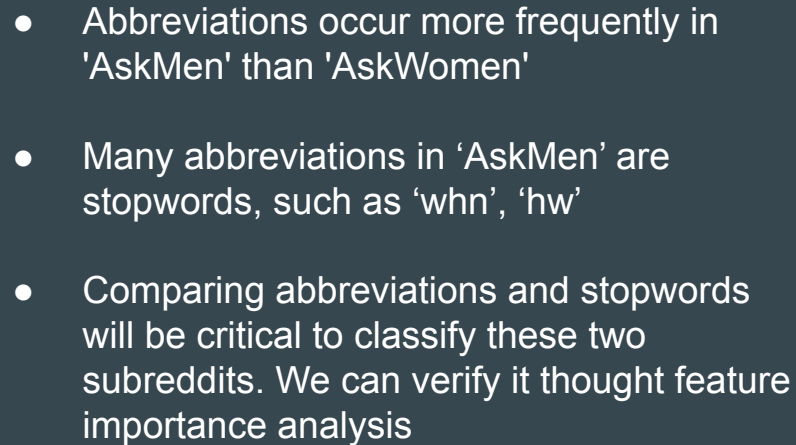 ● Abbreviations occur more frequently in
'AskMen' than 'AskWomen'
● Many abbreviations in ‘AskMen’ are
stopwords, such as ‘whn’, ‘hw’
● Comparing abbreviations and stopwords
will be critical to classify these two
subreddits. We can verify it thought feature
importance analysis